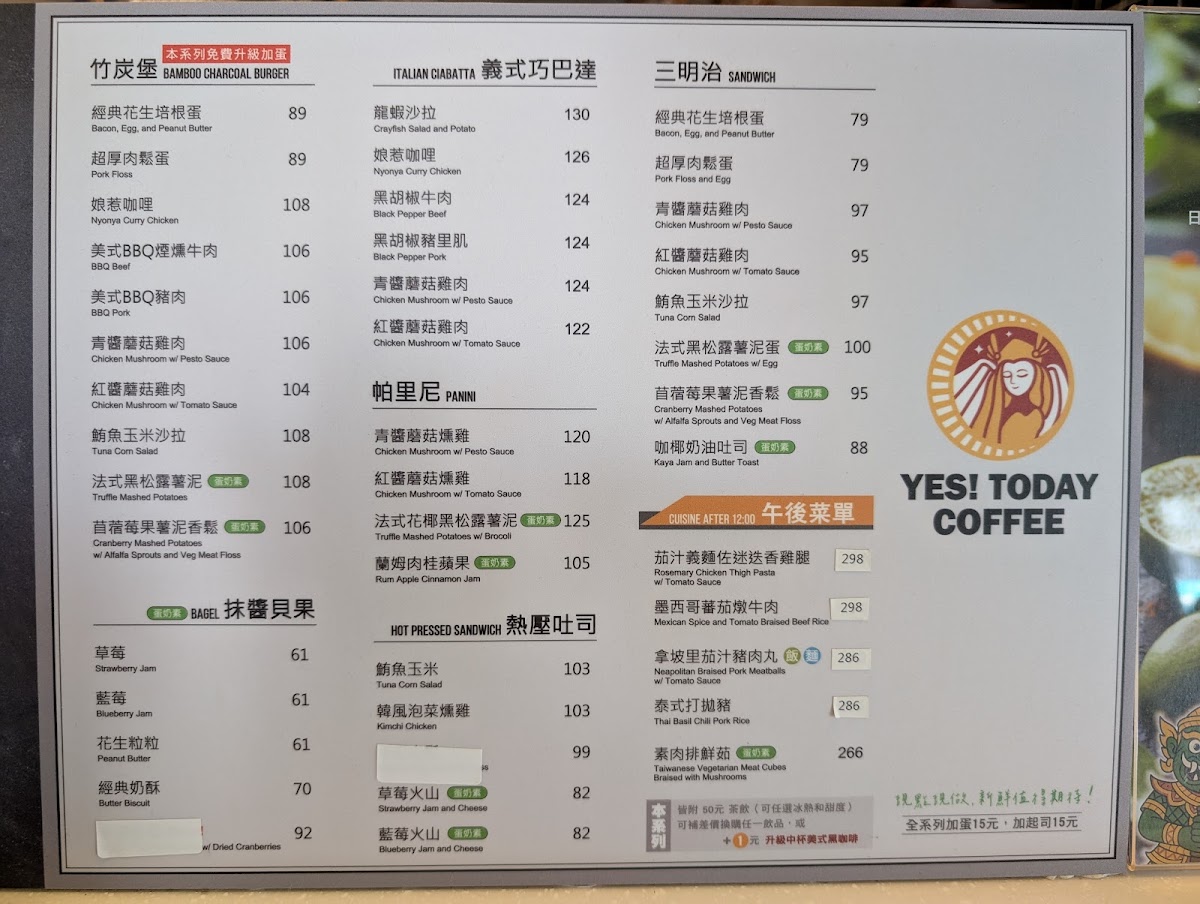 竹炭堡 本系列免費升級加蛋
BAMBOO CHARCOAL BURGER
經典花生培根蛋 89
Bacon, Egg, and Peanut Butter
超厚肉鬆蛋 89
Pork Floss
娘惹咖哩 108
Nyonya Curry Chicken
美式BBQ煙燻牛肉 106
BBQ Beef
美式BBQ豬肉 106
BBQ Pork
青醬蘑菇雞肉 106
Chicken Mushroom w/ Pesto Sauce
紅醬蘑菇雞肉 104
Chicken Mushroom w/ Tomato Sauce
鮪魚玉米沙拉 108
Tuna Corn Salad
法式黑松露薯泥 蛋奶素 108
Truffle Mashed Potatoes
苜蓿莓果薯泥香鬆 蛋奶素 106
Cranberry Mashed Potatoes
w/ Alfalfa Sprouts and Veg Meat Floss
蛋奶素 BAGEL 抹醬貝果
草莓 61
Strawberry Jam
藍莓 61
Blueberry Jam
花生粒粒 61
Peanut Butter
經典奶酥 70
Butter Biscuit
92
w/ Dried Cranberries
ITALIAN CIABATTA 義式巧巴達
龍蝦沙拉 130
Crayfish Salad and Potato
娘惹咖哩 126
Nyonya Curry Chicken
黑胡椒牛肉 124
Black Pepper Beef
黑胡椒豬里肌 124
Black Pepper Pork
青醬蘑菇雞肉 124
Chicken Mushroom w/ Pesto Sauce
紅醬蘑菇雞肉 122
Chicken Mushroom w/ Tomato Sauce
帕里尼 PANINI
青醬蘑菇燻雞 120
Chicken Mushroom w/ Pesto Sauce
紅醬蘑菇燻雞 118
Chicken Mushroom w/ Tomato Sauce
法式花椰黑松露薯泥 蛋奶素 125
Truffle Mashed Potatoes w/ Brocoli
蘭姆肉桂蘋果 蛋奶素 105
Rum Apple Cinnamon Jam
HOT PRESSED SANDWICH 熱壓吐司
鮪魚玉米 103
Tuna Corn Salad
韓風泡菜燻雞 103
Kimchi Chicken
99
草莓火山 蛋奶素 82
Strawberry Jam and Cheese
藍莓火山 蛋奶素 82
Blueberry Jam and Cheese
三明治 SANDWICH
經典花生培根蛋 79
Bacon, Egg, and Peanut Butter
超厚肉鬆蛋 79
Pork Floss and Egg
青醬蘑菇雞肉 97
Chicken Mushroom w/ Pesto Sauce
紅醬蘑菇雞肉 95
Chicken Mushroom w/ Tomato Sauce
鮪魚玉米沙拉 97
Tuna Corn Salad
法式黑松露薯泥蛋 蛋奶素 100
Truffle Mashed Potatoes w/ Egg
苜蓿莓果薯泥香鬆 蛋奶素 95
Cranberry Mashed Potatoes
w/ Alfalfa Sprouts and Veg Meat Floss
咖椰奶油吐司 蛋奶素 88
Kaya Jam and Butter Toast
CUISINE AFTER 12:00 午後菜單
茄汁義麵佐迷迭香雞腿 298
Rosemary Chicken Thigh Pasta
w/ Tomato Sauce
墨西哥蕃茄燉牛肉 298
Mexican Spice and Tomato Braised Beef Rice
拿坡里茄汁豬肉丸 飯 麵 286
Neapolitan Braised Pork Meatballs
w/ Tomato Sauce
泰式打拋豬 286
Thai Basil Chili Pork Rice
素肉排鮮茹 蛋奶素 266
Taiwanese Vegetarian Meat Cubes
Braised with Mushrooms
本系列
皆附 50元 茶飲(可任選冰熱和甜度)
可補差價換購任一飲品,或
+1元 升級中杯美式黑咖啡
YES! TODAY
COFFEE
現點現做,新鮮值得期待!
全系列加蛋15元,加起司15元
日